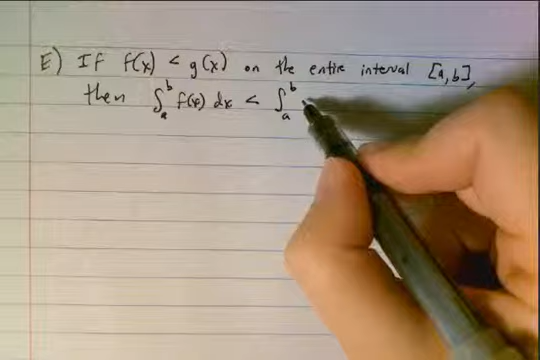 E) If f(x) < g(x) on the entire interval [a,b],
then ∫_a^b f(x) dx < ∫_a^b